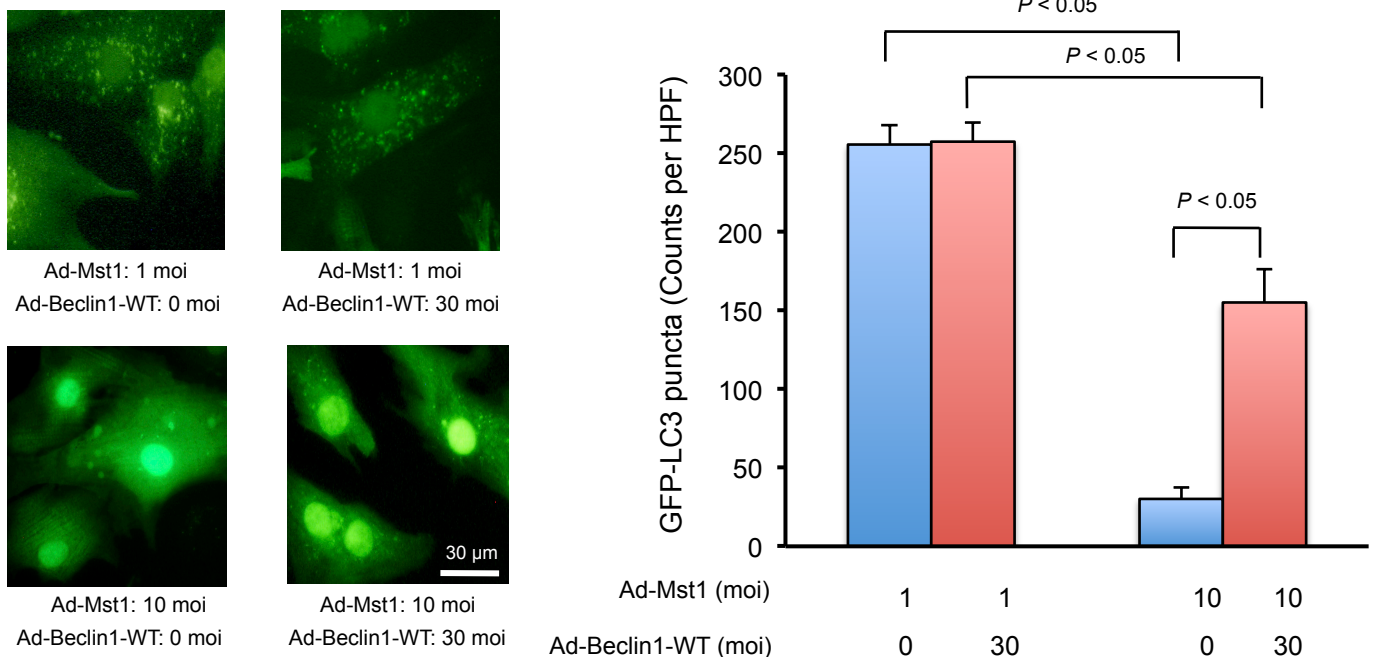 Ad-Mst1: 1 moi
Ad-Beclin1-WT: 0 moi
Ad-Mst1: 1 moi
Ad-Beclin1-WT: 30 moi
30 µm
Ad-Mst1: 10 moi
Ad-Beclin1-WT: 0 moi
Ad-Mst1: 10 moi
Ad-Beclin1-WT: 30 moi
P < 0.05
P < 0.05
P < 0.05
GFP-LC3 puncta (Counts per HPF)
300
250
200
150
100
50
0
Ad-Mst1 (moi) 1 1 10 10
Ad-Beclin1-WT (moi) 0 30 0 30